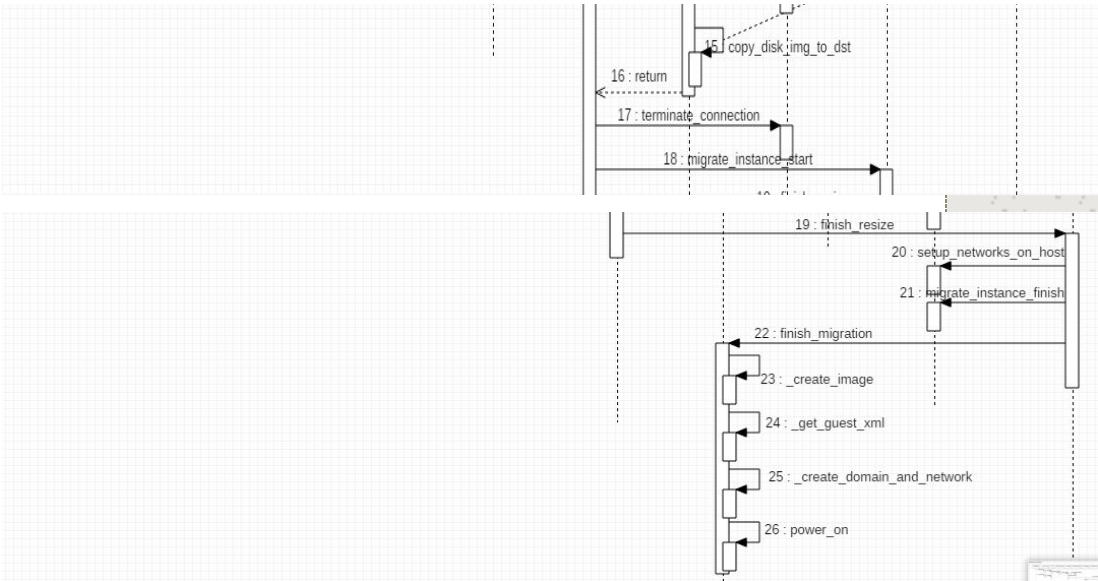 15 : copy_disk_img_to_dst
16 : return
17 : terminate_connection
18 : migrate_instance_start
19 : finish_resize
20 : setup_networks_on_host
21 : migrate_instance_finish
22 : finish_migration
23 : _create_image
24 : _get_guest_xml
25 : _create_domain_and_network
26 : power_on